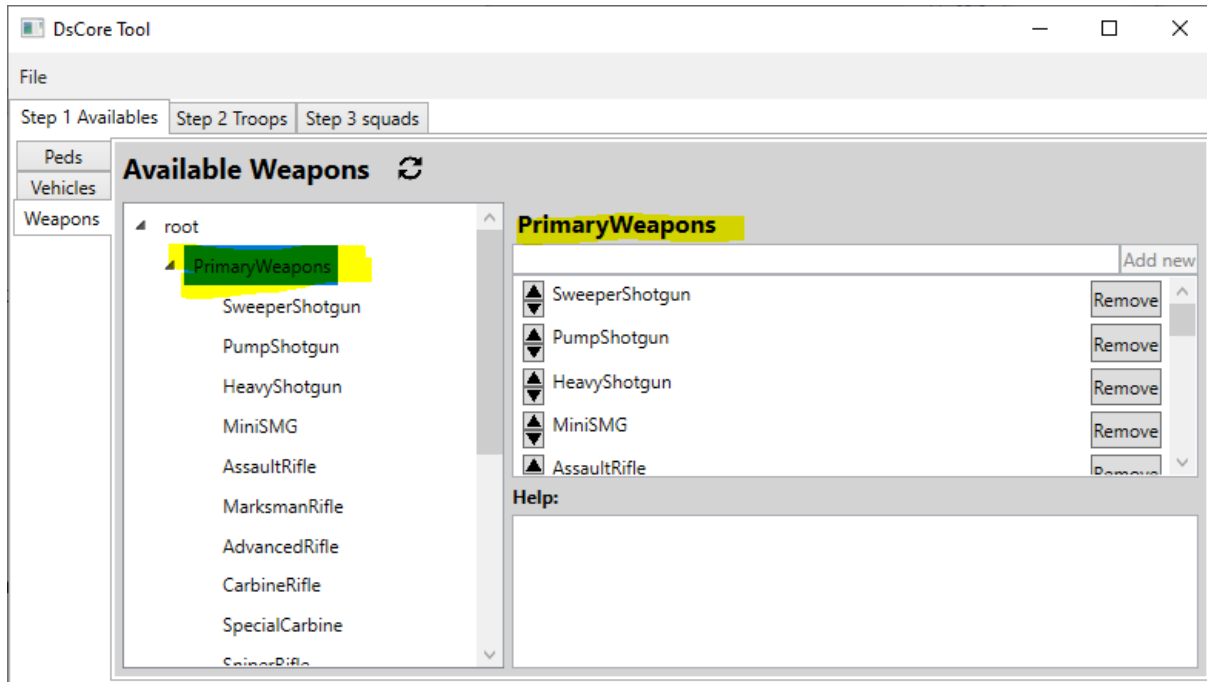 DsCore Tool
File
Step 1 Availables Step 2 Troops Step 3 squads
Peds
Vehicles
Weapons
Available Weapons
root
PrimaryWeapons
SweeperShotgun
PumpShotgun
HeavyShotgun
MiniSMG
AssaultRifle
MarksmanRifle
AdvancedRifle
CarbineRifle
SpecialCarbine
SniperRifle
PrimaryWeapons
Add new
SweeperShotgun Remove
PumpShotgun Remove
HeavyShotgun Remove
MiniSMG Remove
AssaultRifle Remove
Help: